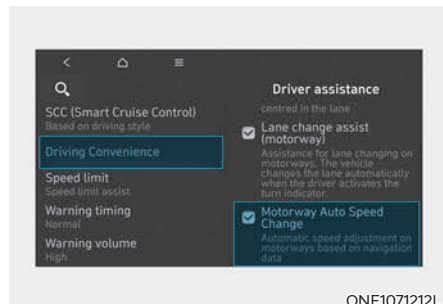 Driver assistance
SCC (Smart Cruise Control)
Based on driving style
Driving Convenience
Speed limit
Speed limit assist
Warning timing
Normal
Warning volume
High
centred in the lane
Lane change assist
(motorway)
Assistance for lane changing on
motorways. The vehicle
changes the lane automatically
when the driver activates the
turn indicator.
Motorway Auto Speed
Change
Automatic speed adjustment on
motorways based on navigation
data
ONE1071212L